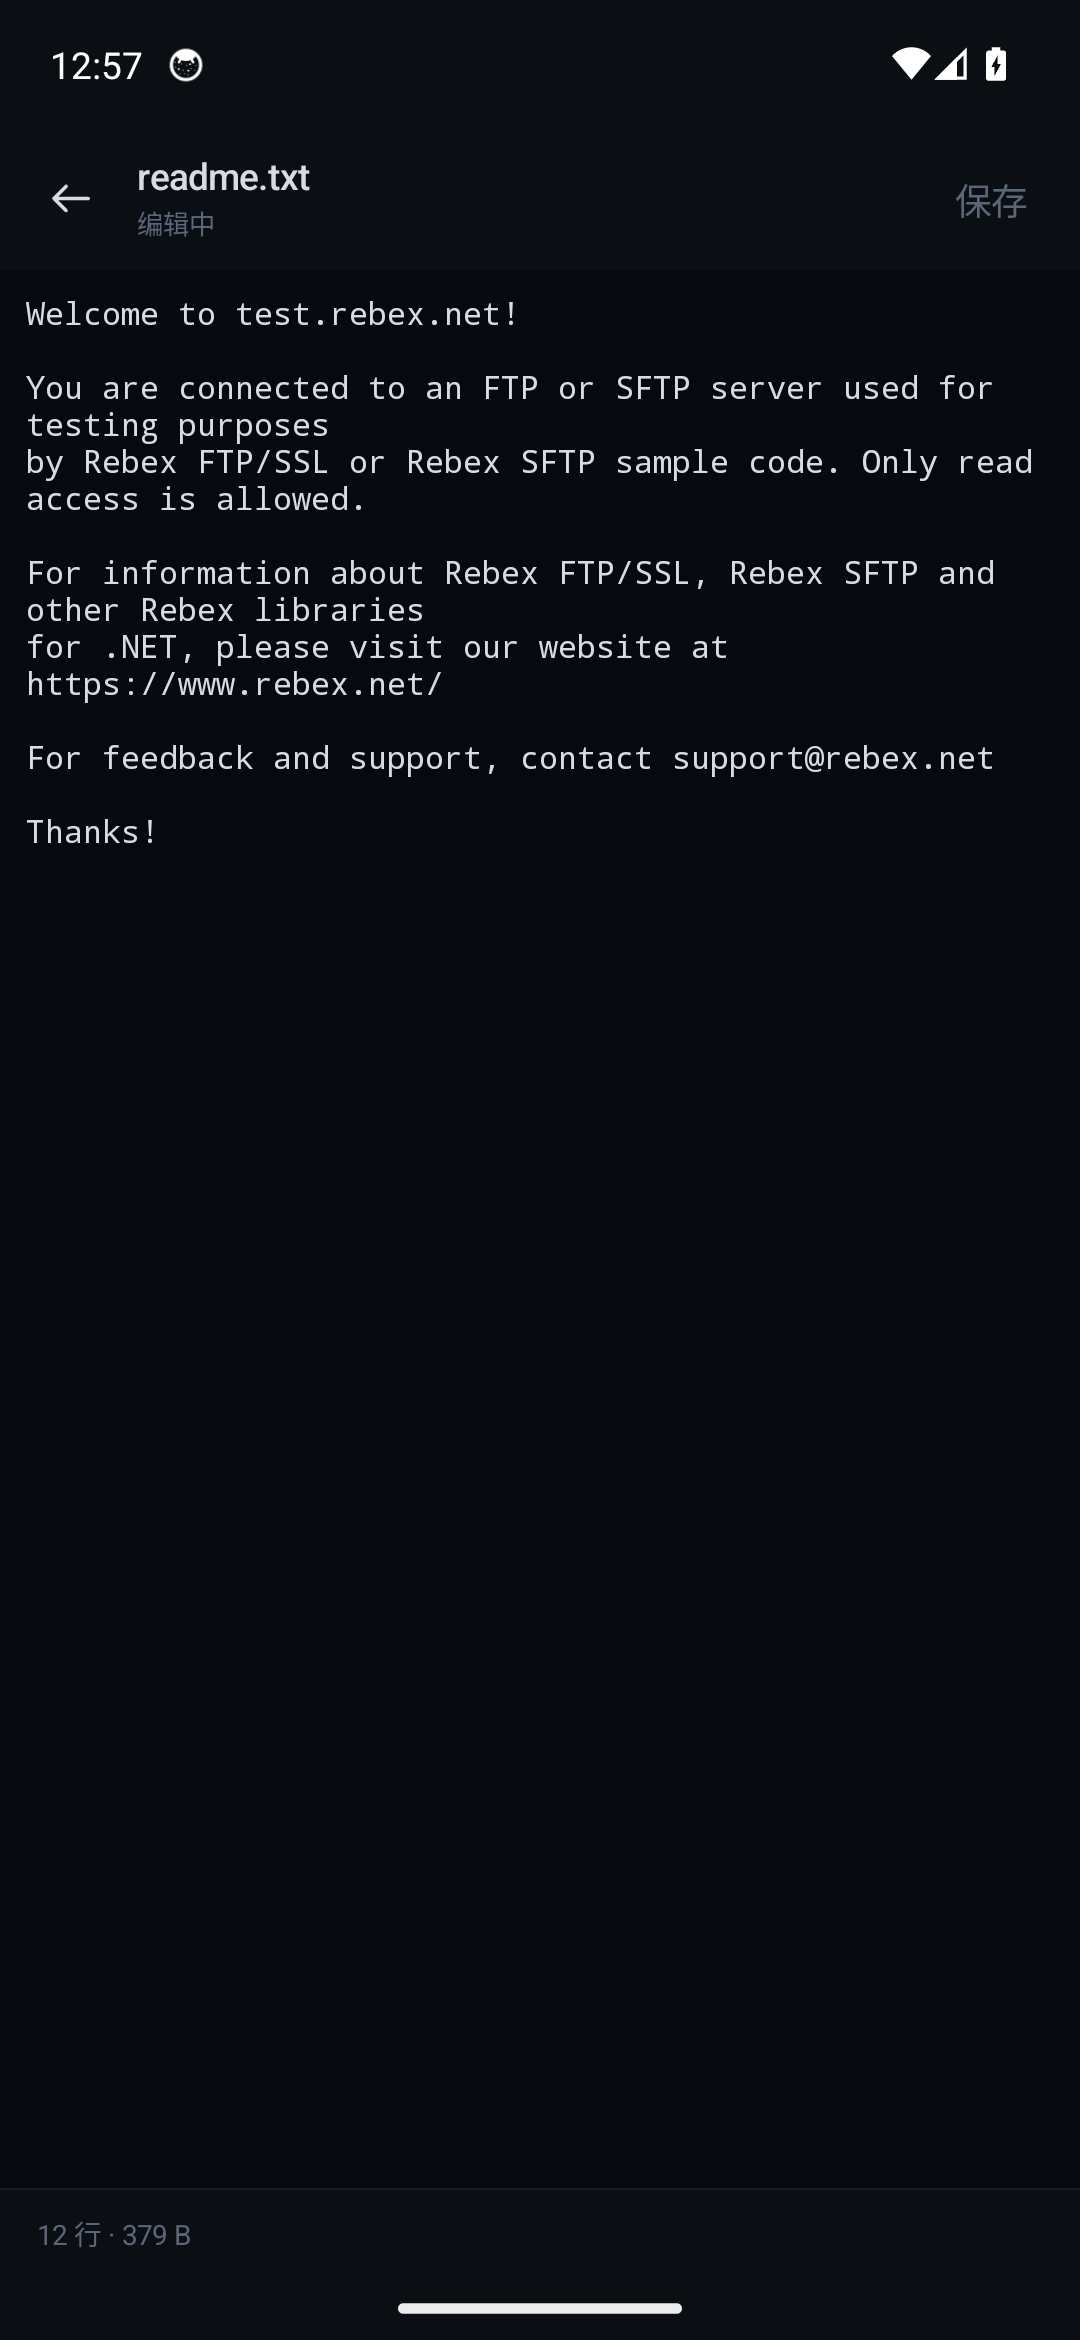 12:57
readme.txt
编辑中
保存
Welcome to test.rebex.net!
You are connected to an FTP or SFTP server used for
testing purposes
by Rebex FTP/SSL or Rebex SFTP sample code. Only read
access is allowed.
For information about Rebex FTP/SSL, Rebex SFTP and
other Rebex libraries
for .NET, please visit our website at
https://www.rebex.net/
For feedback and support, contact support@rebex.net
Thanks!
12 行 · 379 B